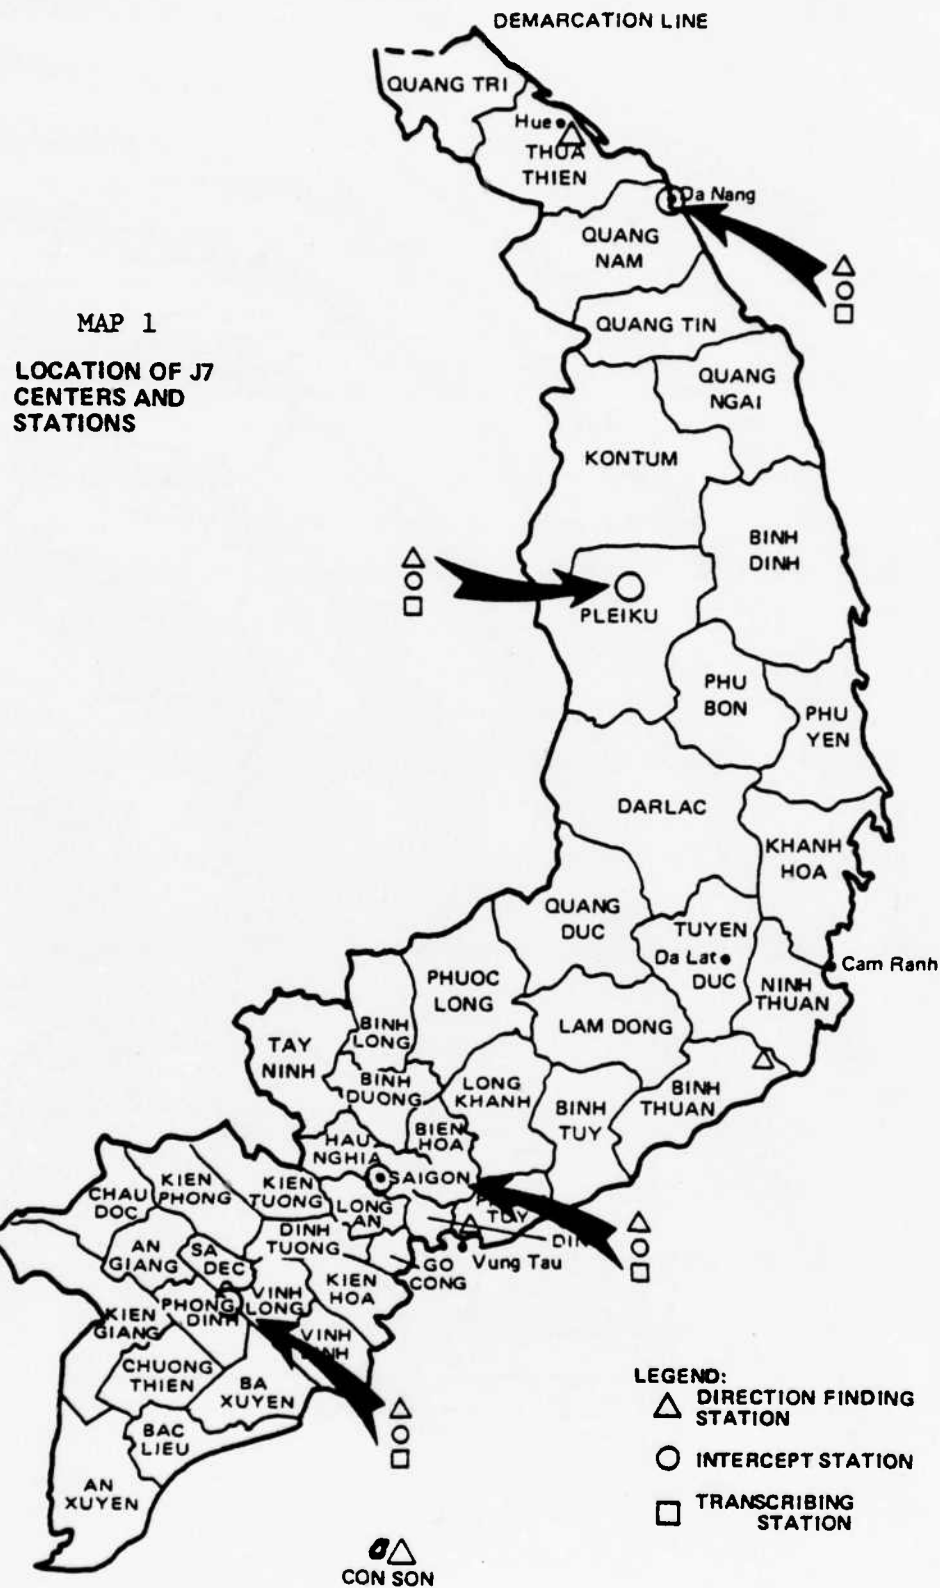 DEMARCATION LINE
QUANG TRI
Hue
THUA
THIEN
Da Nang
QUANG
NAM
MAP 1
QUANG TIN
LOCATION OF J7
CENTERS AND
STATIONS
QUANG
NGAI
KONTUM
BINH
DINH
PLEIKU
PHU
BON
PHU
YEN
DARLAC
KHANH
HOA
QUANG
DUC
TUYEN
Da Lat
DUC
Cam Ranh
PHUOC
LONG
NINH
THUAN
BINH
LONG
LAM DONG
TAY
NINH
BINH
DUONG
LONG
KHANH
BINH
THUAN
BINH
TUY
BIEN
HOA
HAU
NGHIA
SAIGON
KIEN
PHONG
KIEN
TUONG
CHAU
DOC
LONG
AN
TUY
DINH
TUONG
AN
GIANG
SA
DEC
Vung Tau
GO
CONG
KIEN
HOA
VINH
LONG
PHONG
DINH
KIEN
GIANG
VINH
CHUONG
THIEN
BA
XUYEN
BAC
LIEU
AN
XUYEN
LEGEND:
DIRECTION FINDING
STATION
INTERCEPT STATION
TRANSCRIBING
STATION
CON SON